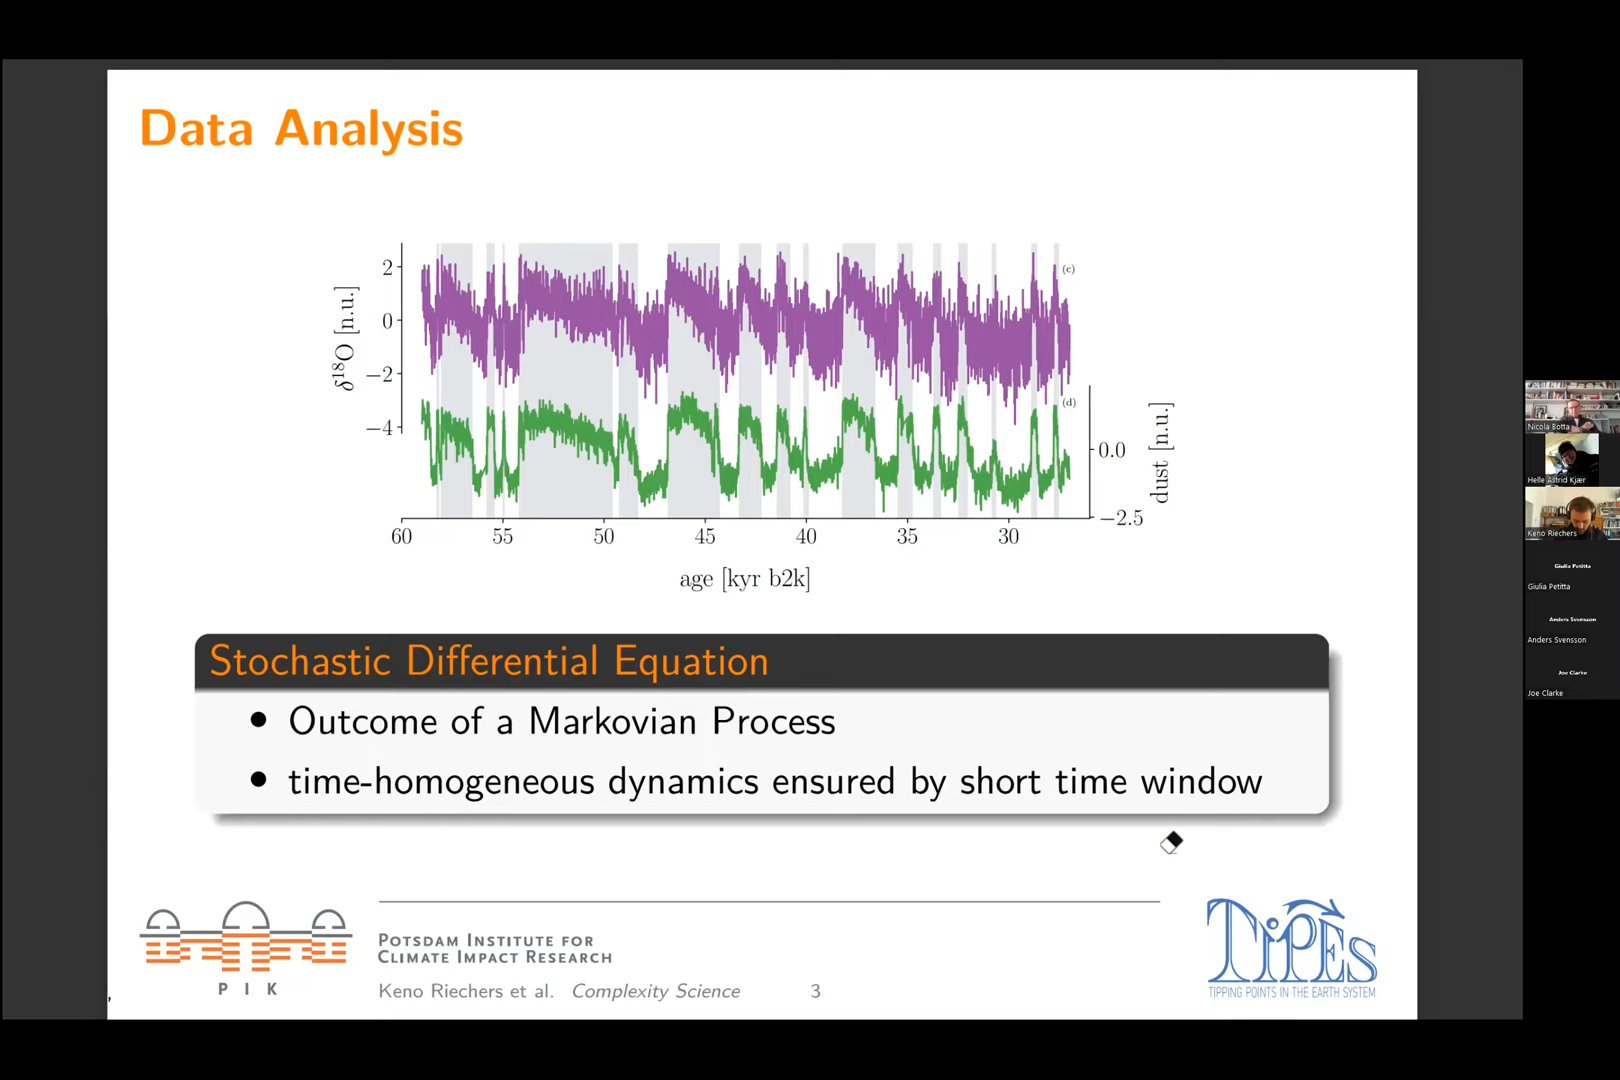 Data Analysis
2
0
−2
−4
δ¹⁸O [n.u.]
(c)
(d)
0.0
−2.5
dust [n.u.]
60 55 50 45 40 35 30
age [kyr b2k]
Stochastic Differential Equation
• Outcome of a Markovian Process
• time-homogeneous dynamics ensured by short time window
PIK
POTSDAM INSTITUTE FOR
CLIMATE IMPACT RESEARCH
Keno Riechers et al. Complexity Science 3
TiPES
TIPPING POINTS IN THE EARTH SYSTEM
Nicola Botta
Helle Astrid Kjær
Keno Riechers
Giulia Petitta
Giulia Petitta
Anders Svensson
Anders Svensson
Joe Clarke
Joe Clarke